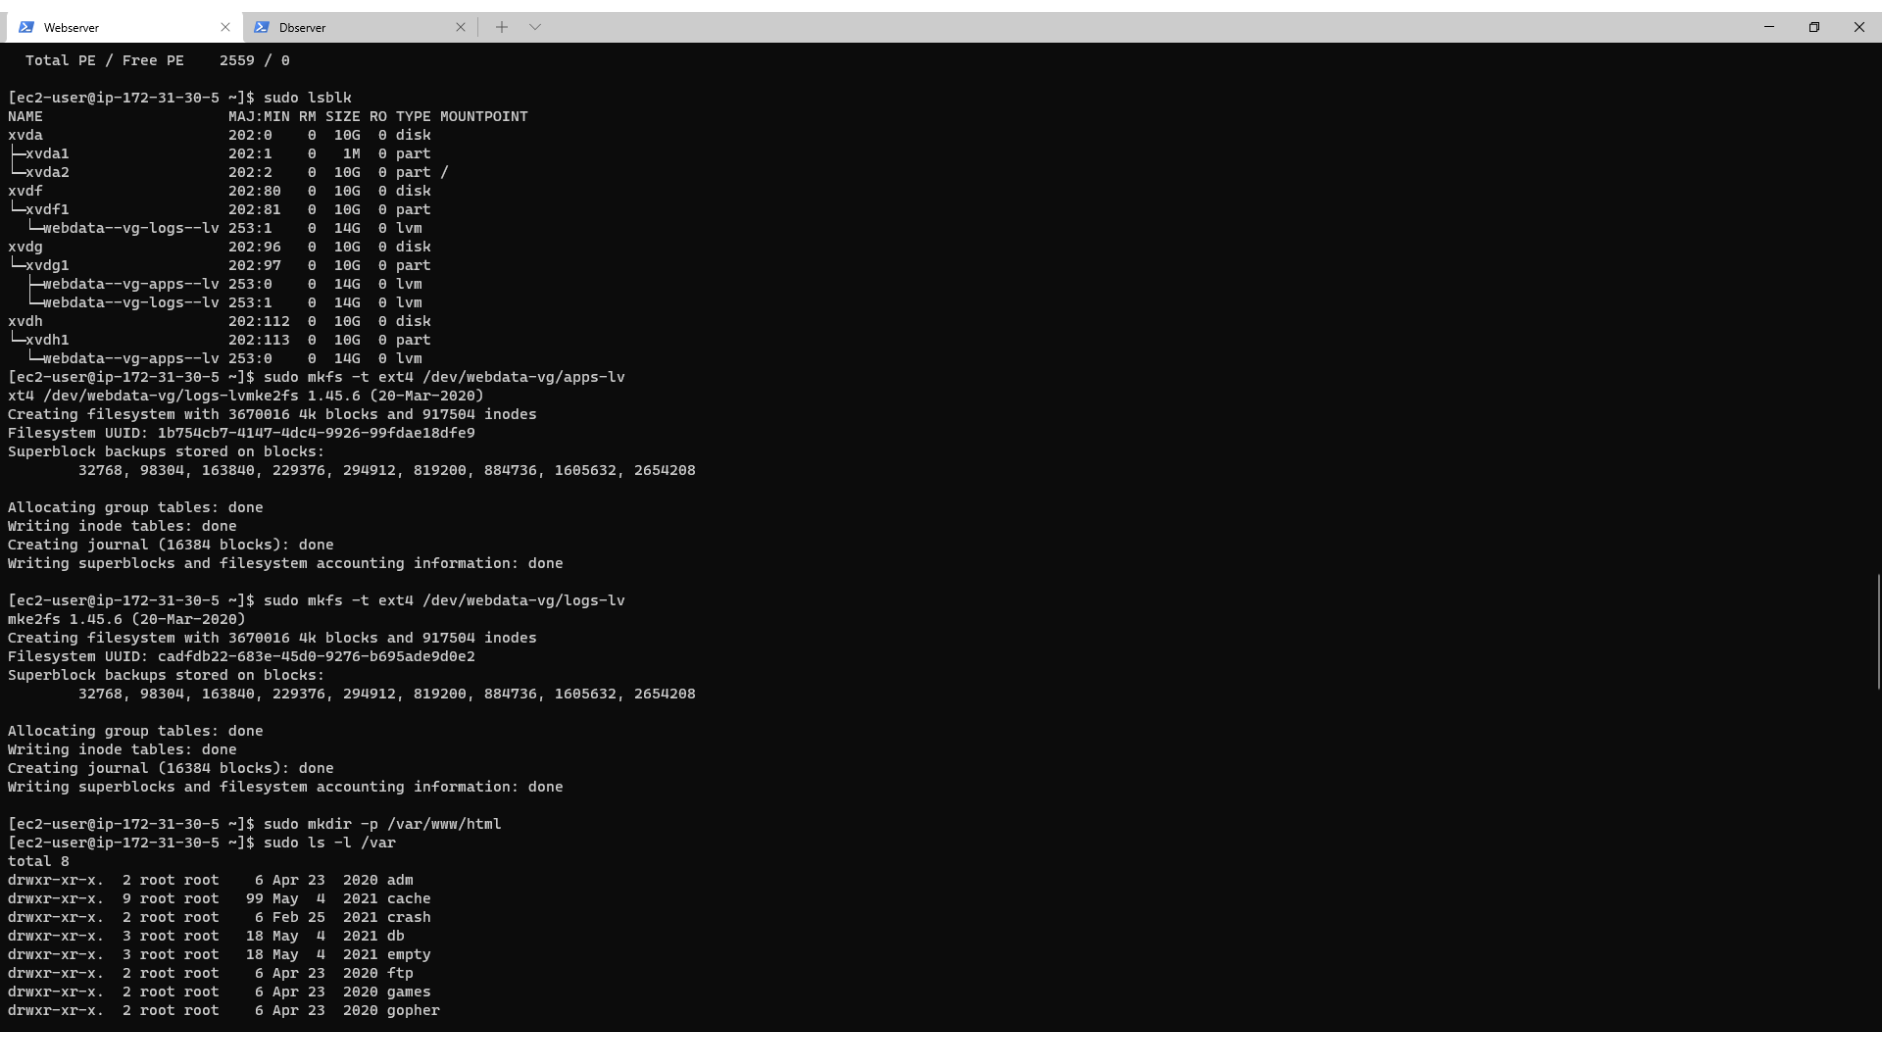 Webserver
Dbserver
Total PE / Free PE    2559 / 0
[ec2-user@ip-172-31-30-5 ~]$ sudo lsblk
NAME                     MAJ:MIN RM SIZE RO TYPE MOUNTPOINT
xvda                     202:0    0  10G  0 disk
├─xvda1                  202:1    0   1M  0 part
└─xvda2                  202:2    0  10G  0 part /
xvdf                     202:80   0  10G  0 disk
└─xvdf1                  202:81   0  10G  0 part
  └─webdata--vg-logs--lv 253:1    0  14G  0 lvm
xvdg                     202:96   0  10G  0 disk
└─xvdg1                  202:97   0  10G  0 part
  ├─webdata--vg-apps--lv 253:0    0  14G  0 lvm
  └─webdata--vg-logs--lv 253:1    0  14G  0 lvm
xvdh                     202:112  0  10G  0 disk
└─xvdh1                  202:113  0  10G  0 part
  └─webdata--vg-apps--lv 253:0    0  14G  0 lvm
[ec2-user@ip-172-31-30-5 ~]$ sudo mkfs -t ext4 /dev/webdata-vg/apps-lv
xt4 /dev/webdata-vg/logs-lvmke2fs 1.45.6 (20-Mar-2020)
Creating filesystem with 3670016 4k blocks and 917504 inodes
Filesystem UUID: 1b754cb7-4147-4dc4-9926-99fdae18dfe9
Superblock backups stored on blocks:
        32768, 98304, 163840, 229376, 294912, 819200, 884736, 1605632, 2654208
Allocating group tables: done
Writing inode tables: done
Creating journal (16384 blocks): done
Writing superblocks and filesystem accounting information: done
[ec2-user@ip-172-31-30-5 ~]$ sudo mkfs -t ext4 /dev/webdata-vg/logs-lv
mke2fs 1.45.6 (20-Mar-2020)
Creating filesystem with 3670016 4k blocks and 917504 inodes
Filesystem UUID: cadfdb22-683e-45d0-9276-b695ade9d0e2
Superblock backups stored on blocks:
        32768, 98304, 163840, 229376, 294912, 819200, 884736, 1605632, 2654208
Allocating group tables: done
Writing inode tables: done
Creating journal (16384 blocks): done
Writing superblocks and filesystem accounting information: done
[ec2-user@ip-172-31-30-5 ~]$ sudo mkdir -p /var/www/html
[ec2-user@ip-172-31-30-5 ~]$ sudo ls -l /var
total 8
drwxr-xr-x.  2 root root    6 Apr 23  2020 adm
drwxr-xr-x.  9 root root   99 May  4  2021 cache
drwxr-xr-x.  2 root root    6 Feb 25  2021 crash
drwxr-xr-x.  3 root root   18 May  4  2021 db
drwxr-xr-x.  3 root root   18 May  4  2021 empty
drwxr-xr-x.  2 root root    6 Apr 23  2020 ftp
drwxr-xr-x.  2 root root    6 Apr 23  2020 games
drwxr-xr-x.  2 root root    6 Apr 23  2020 gopher